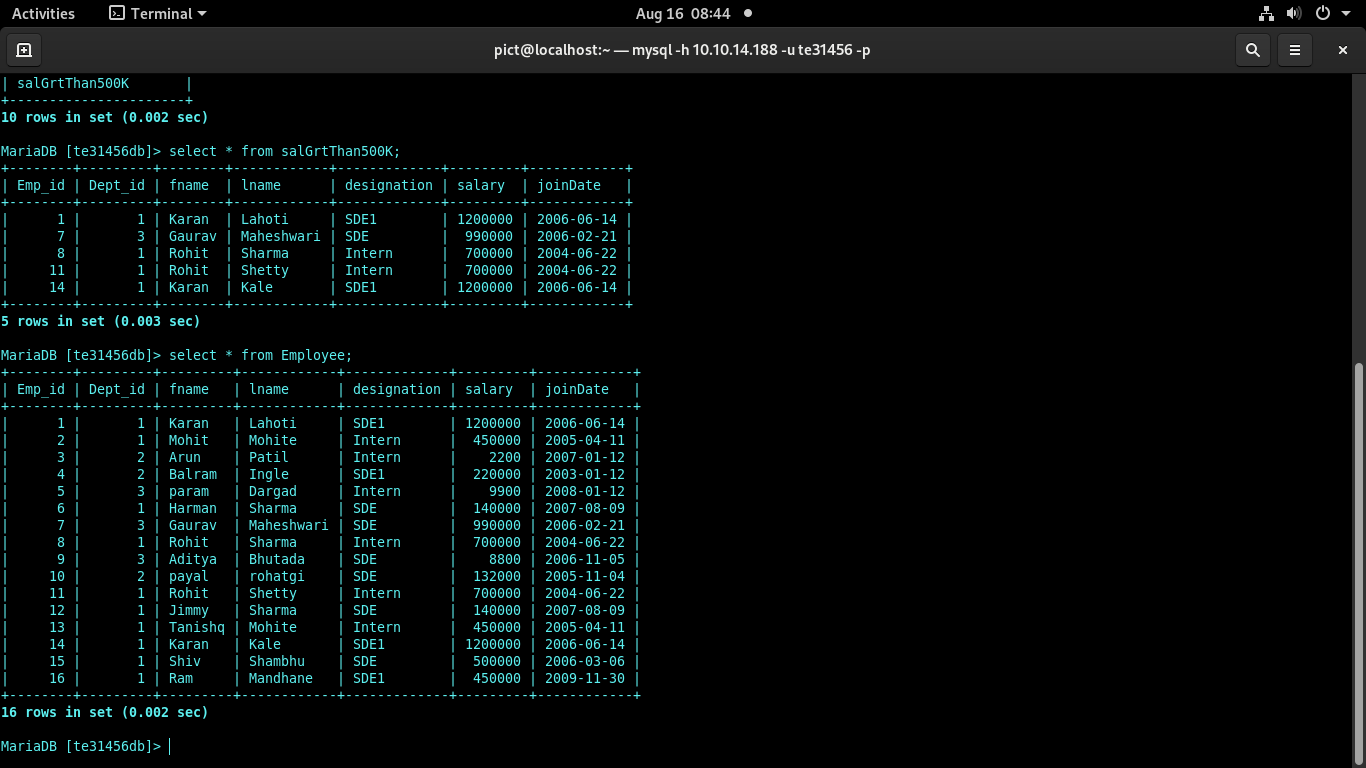 Activities Terminal Aug 16 08:44
pict@localhost:~ — mysql -h 10.10.14.188 -u te31456 -p
| salGrtThan500K       |
+----------------------+
10 rows in set (0.002 sec)
MariaDB [te31456db]> select * from salGrtThan500K;
+--------+---------+--------+------------+-------------+---------+------------+
| Emp_id | Dept_id | fname  | lname      | designation | salary  | joinDate   |
+--------+---------+--------+------------+-------------+---------+------------+
|      1 |       1 | Karan  | Lahoti     | SDE1        | 1200000 | 2006-06-14 |
|      7 |       3 | Gaurav | Maheshwari | SDE         |  990000 | 2006-02-21 |
|      8 |       1 | Rohit  | Sharma     | Intern      |  700000 | 2004-06-22 |
|     11 |       1 | Rohit  | Shetty     | Intern      |  700000 | 2004-06-22 |
|     14 |       1 | Karan  | Kale       | SDE1        | 1200000 | 2006-06-14 |
+--------+---------+--------+------------+-------------+---------+------------+
5 rows in set (0.003 sec)
MariaDB [te31456db]> select * from Employee;
+--------+---------+---------+------------+-------------+---------+------------+
| Emp_id | Dept_id | fname   | lname      | designation | salary  | joinDate   |
+--------+---------+---------+------------+-------------+---------+------------+
|      1 |       1 | Karan   | Lahoti     | SDE1        | 1200000 | 2006-06-14 |
|      2 |       1 | Mohit   | Mohite     | Intern      |  450000 | 2005-04-11 |
|      3 |       2 | Arun    | Patil      | Intern      |    2200 | 2007-01-12 |
|      4 |       2 | Balram  | Ingle      | SDE1        |  220000 | 2003-01-12 |
|      5 |       3 | param   | Dargad     | Intern      |    9900 | 2008-01-12 |
|      6 |       1 | Harman  | Sharma     | SDE         |  140000 | 2007-08-09 |
|      7 |       3 | Gaurav  | Maheshwari | SDE         |  990000 | 2006-02-21 |
|      8 |       1 | Rohit   | Sharma     | Intern      |  700000 | 2004-06-22 |
|      9 |       3 | Aditya  | Bhutada    | SDE         |    8800 | 2006-11-05 |
|     10 |       2 | payal   | rohatgi    | SDE         |  132000 | 2005-11-04 |
|     11 |       1 | Rohit   | Shetty     | Intern      |  700000 | 2004-06-22 |
|     12 |       1 | Jimmy   | Sharma     | SDE         |  140000 | 2007-08-09 |
|     13 |       1 | Tanishq | Mohite     | Intern      |  450000 | 2005-04-11 |
|     14 |       1 | Karan   | Kale       | SDE1        | 1200000 | 2006-06-14 |
|     15 |       1 | Shiv    | Shambhu    | SDE         |  500000 | 2006-03-06 |
|     16 |       1 | Ram     | Mandhane   | SDE1        |  450000 | 2009-11-30 |
+--------+---------+---------+------------+-------------+---------+------------+
16 rows in set (0.002 sec)
MariaDB [te31456db]>